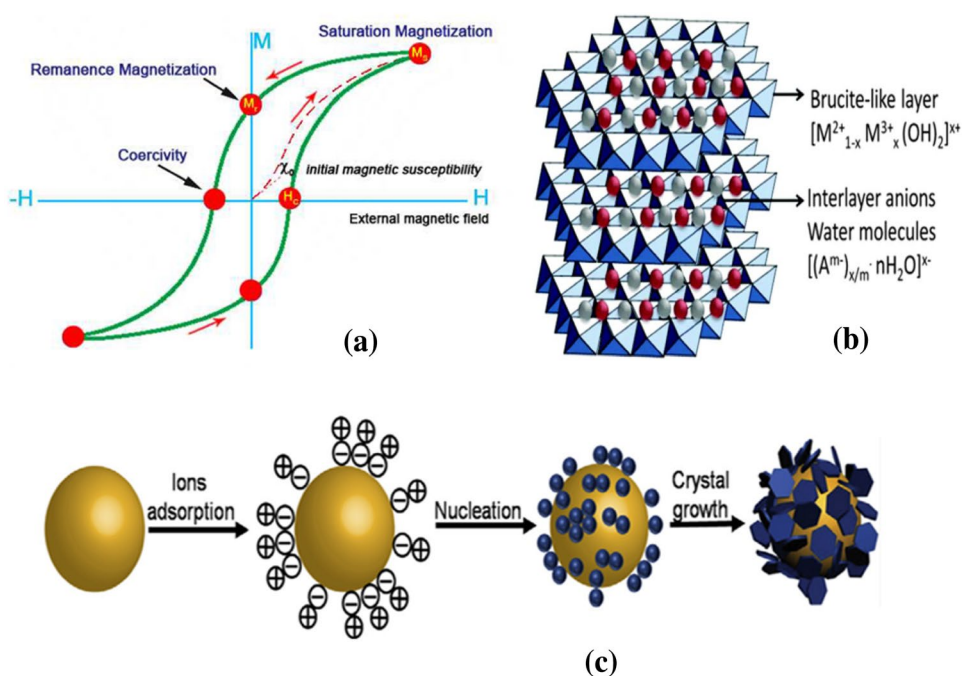 M
Saturation Magnetization
Ms
Remanence Magnetization
Mr
Coercivity
χo
Initial magnetic susceptibility
-H
Hc
H
External magnetic field
(a)
(b)
Brucite-like layer
[M²⁺₁₋ₓ M³⁺ₓ (OH)₂]ˣ⁺
Interlayer anions
Water molecules
[(Aᵐ⁻)ₓ/ₘ· nH₂O]ˣ⁻
Ions
adsorption
Nucleation
Crystal
growth
(c)